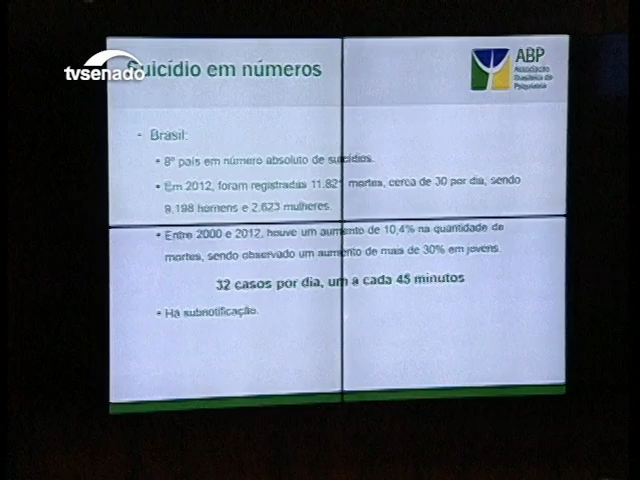 tvsenado
Suicídio em números
ABP
Associação
Brasileira de
Psiquiatria
- Brasil:
• 8º país em número absoluto de suicídios.
• Em 2012, foram registradas 11.821 mortes, cerca de 30 por dia, sendo
9.198 homens e 2.623 mulheres.
• Entre 2000 e 2012, houve um aumento de 10,4% na quantidade de
mortes, sendo observado um aumento de mais de 30% em jovens.
32 casos por dia, um a cada 45 minutos
• Há subnotificação.